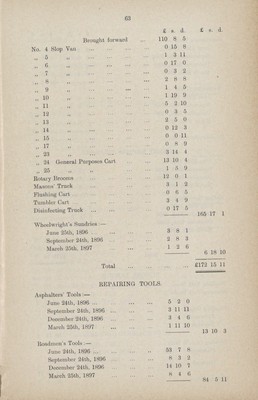 63
£ s. d. £ s. d.
Brought forward ... 110 8 5
No. 4 Slop Van ... 0 15 8
„ 5 „ ... 1 3 11
„ 6 „ ... 0 17 0
„ 7 „ ... 0 3 2
„ 8 „ ... 2 8 8
„ 9 „ ... 1 4 5
„ 10 „ ... 1 19 9
„ 11 „ ... 5 2 10
„ 12 „ ... 0 3 5
„ 13 „ ... 2 5 0
„ 14 „ ... 0 12 3
„ 15 „ ... 0 0 11
„ 17 „ ... 0 8 9
„ 23 „ ... 3 14 4
„ 24 General Purposes Cart ... 13 10 4
„ 25 „ „ ... 1 5 9
Rotary Brooms ... 12 0 1
Masons' Truck ... 3 1 2
Flushing Cart ... 0 6 5
Tumbler Cart ... 3 4 9
Disinfecting Truck ... 0 17 5
165 17 1
Wheelwright's Sundries —
June 25th, 1896 ... 3 8 1
September 24th, 1896 ... 2 8 3
March 25th, 1897 ... 1 2 6
6 18 10
Total ... £172 15 11
REPAIRING TOOLS.
Asphalters' Tools :—
June 24th, 1896 ... 5 2 0
September 24th, 1896 ... 3 11 11
December 24th, 1896 ... 2 4 6
March 25th, 1897 ... 1 11 10
13 10 3
Roadmen's Tools :—
June 24th, 1896 ... 53 7 8
September 24th, 1896 ... 8 3 2
December 24th, 1896 ... 14 10 7
March 25th, 1897 ... 8 4 6
84 5 11